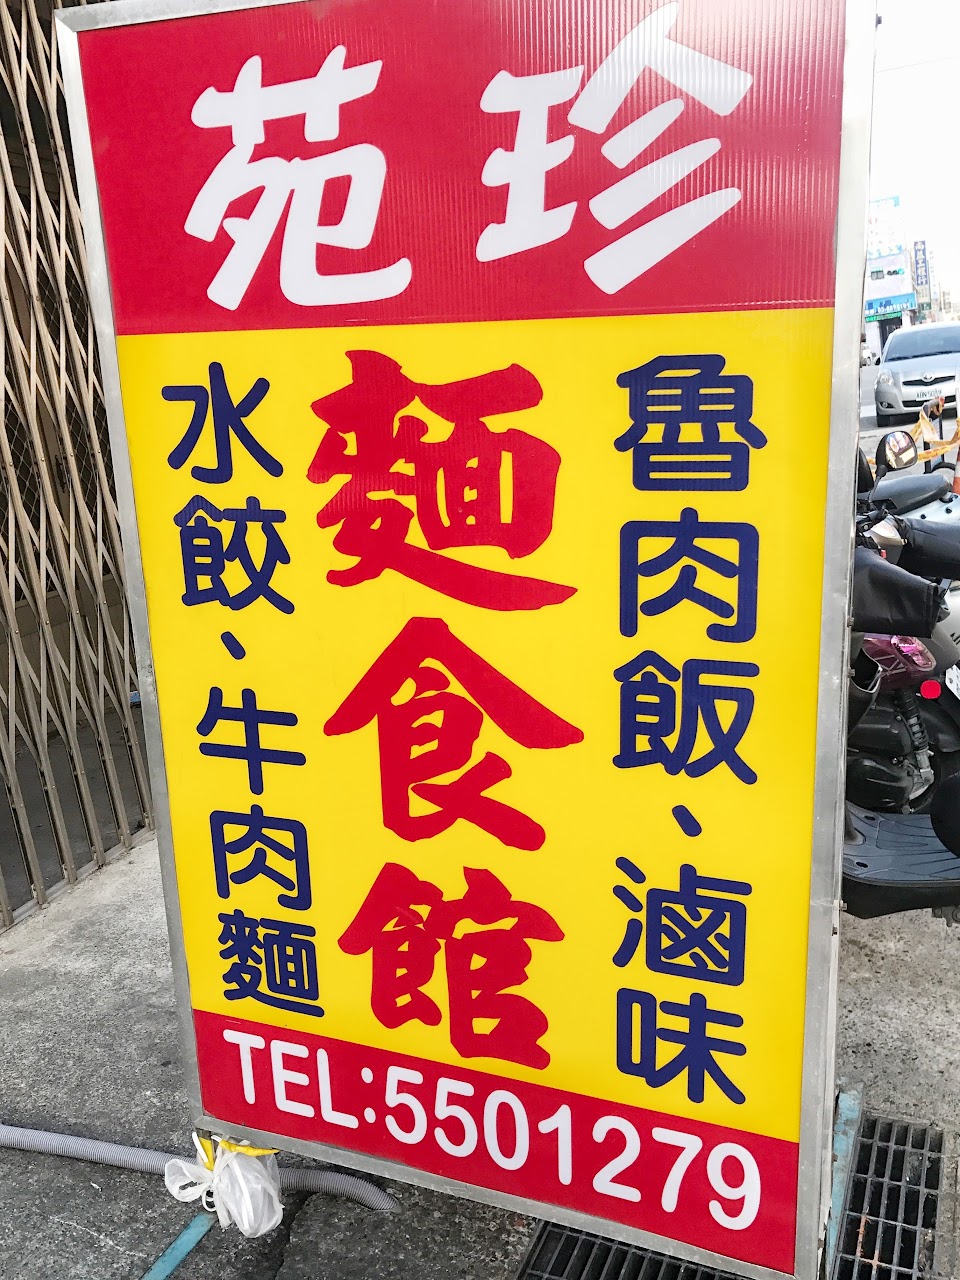 苑珍
魯肉飯、滷味
麵食館
水餃、牛肉麵
TEL:5501279